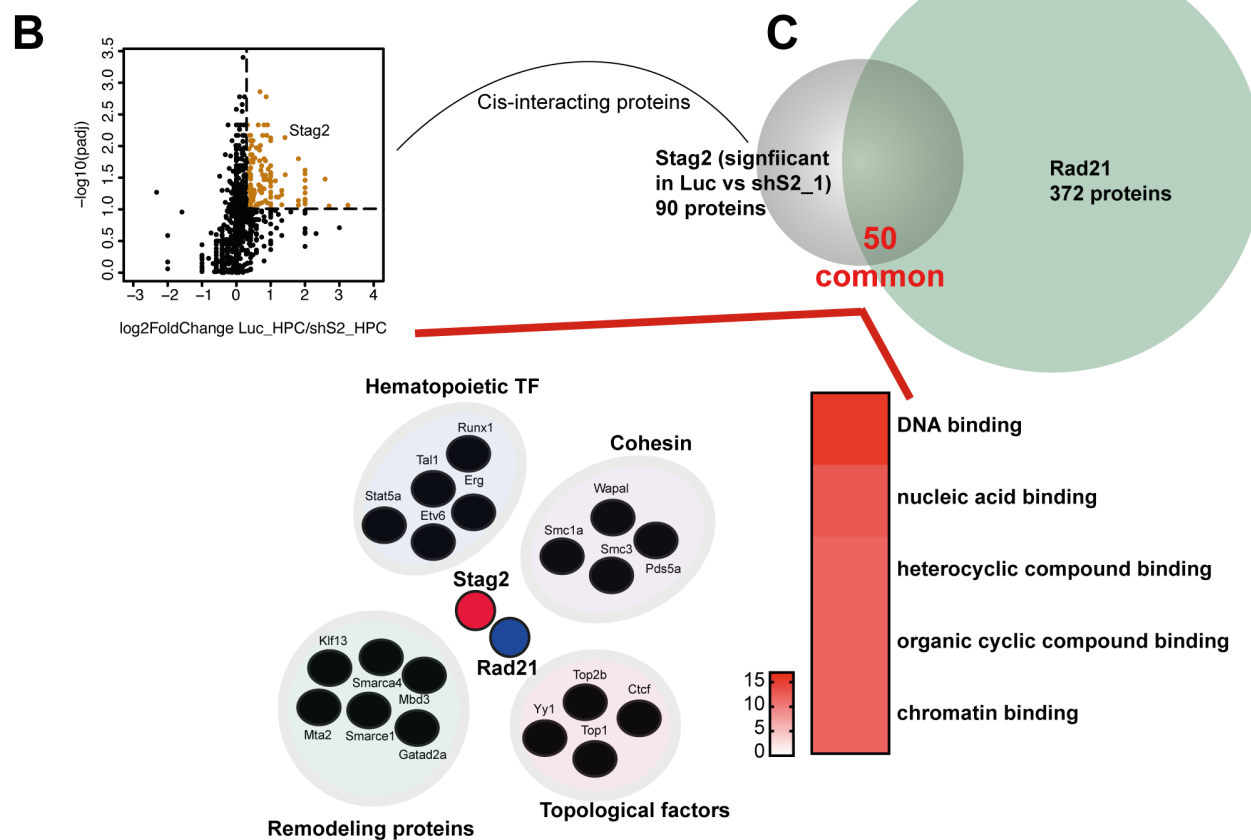 B
C
3.5
3.0
2.5
2.0
1.5
1.0
0.5
0.0
−log10(padj)
Stag2
−3 −2 −1 0 1 2 3 4
log2FoldChange Luc_HPC/shS2_HPC
Cis-interacting proteins
Stag2 (signfiicant
in Luc vs shS2_1)
90 proteins
Rad21
372 proteins
50
common
Hematopoietic TF
Runx1
Tal1
Erg
Stat5a
Etv6
Cohesin
Wapal
Smc1a
Smc3
Pds5a
Stag2
Rad21
Klf13
Smarca4
Mbd3
Mta2
Smarce1
Gatad2a
Remodeling proteins
Top2b
Ctcf
Yy1
Top1
Topological factors
DNA binding
nucleic acid binding
heterocyclic compound binding
organic cyclic compound binding
chromatin binding
15
10
5
0